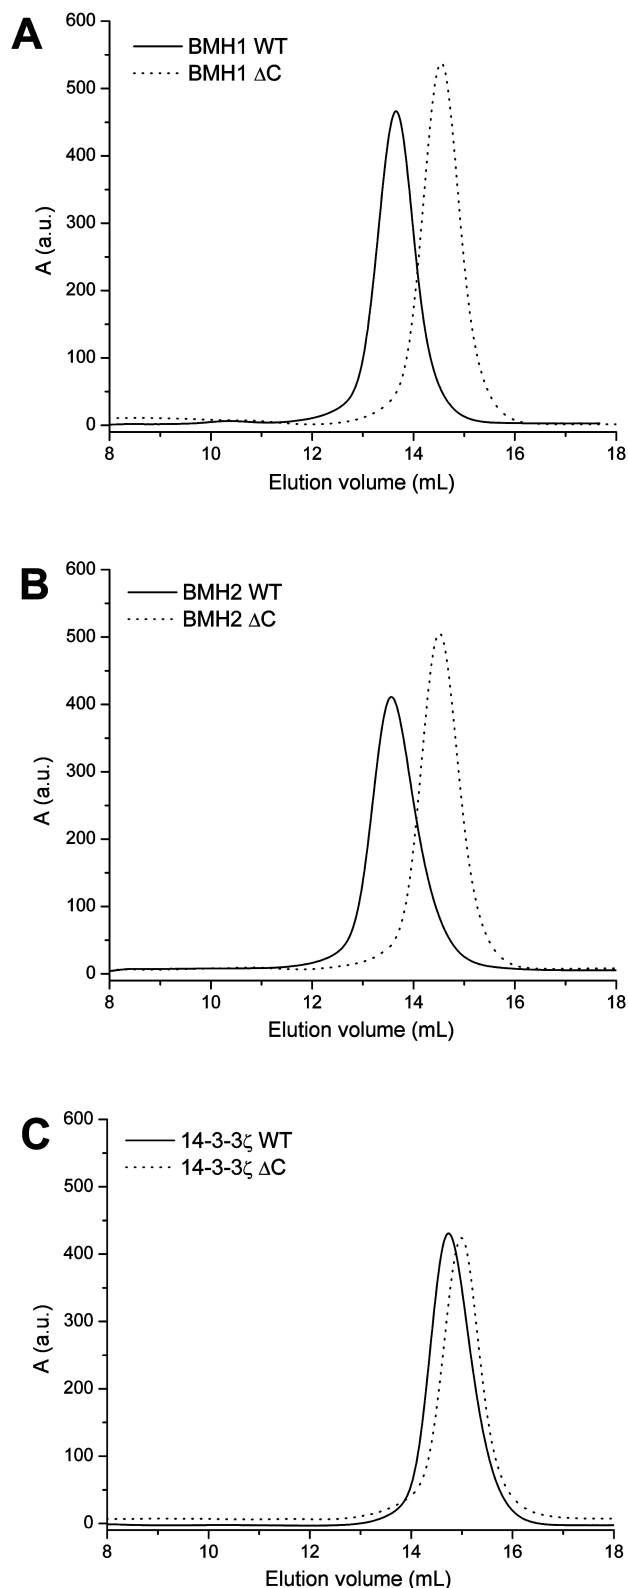 A
600
500
400
300
200
100
0
A (a.u.)
BMH1 WT
BMH1 ΔC
8 10 12 14 16 18
Elution volume (mL)
B
600
500
400
300
200
100
0
A (a.u.)
BMH2 WT
BMH2 ΔC
8 10 12 14 16 18
Elution volume (mL)
C
600
500
400
300
200
100
0
A (a.u.)
14-3-3ζ WT
14-3-3ζ ΔC
8 10 12 14 16 18
Elution volume (mL)